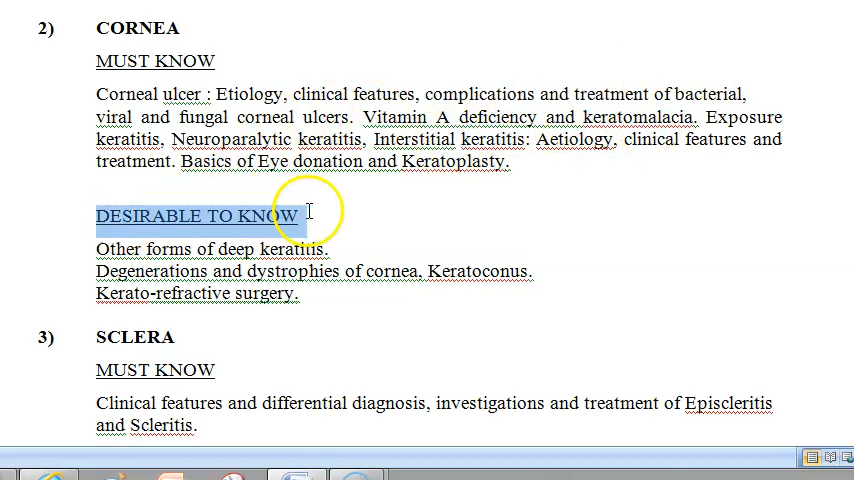 2) CORNEA
MUST KNOW
Corneal ulcer : Etiology, clinical features, complications and treatment of bacterial,
viral and fungal corneal ulcers. Vitamin A deficiency and keratomalacia. Exposure
keratitis, Neuroparalytic keratitis, Interstitial keratitis: Aetiology, clinical features and
treatment. Basics of Eye donation and Keratoplasty.
DESIRABLE TO KNOW
Other forms of deep keratitis.
Degenerations and dystrophies of cornea, Keratoconus.
Kerato-refractive surgery.
3) SCLERA
MUST KNOW
Clinical features and differential diagnosis, investigations and treatment of Episcleritis
and Scleritis.